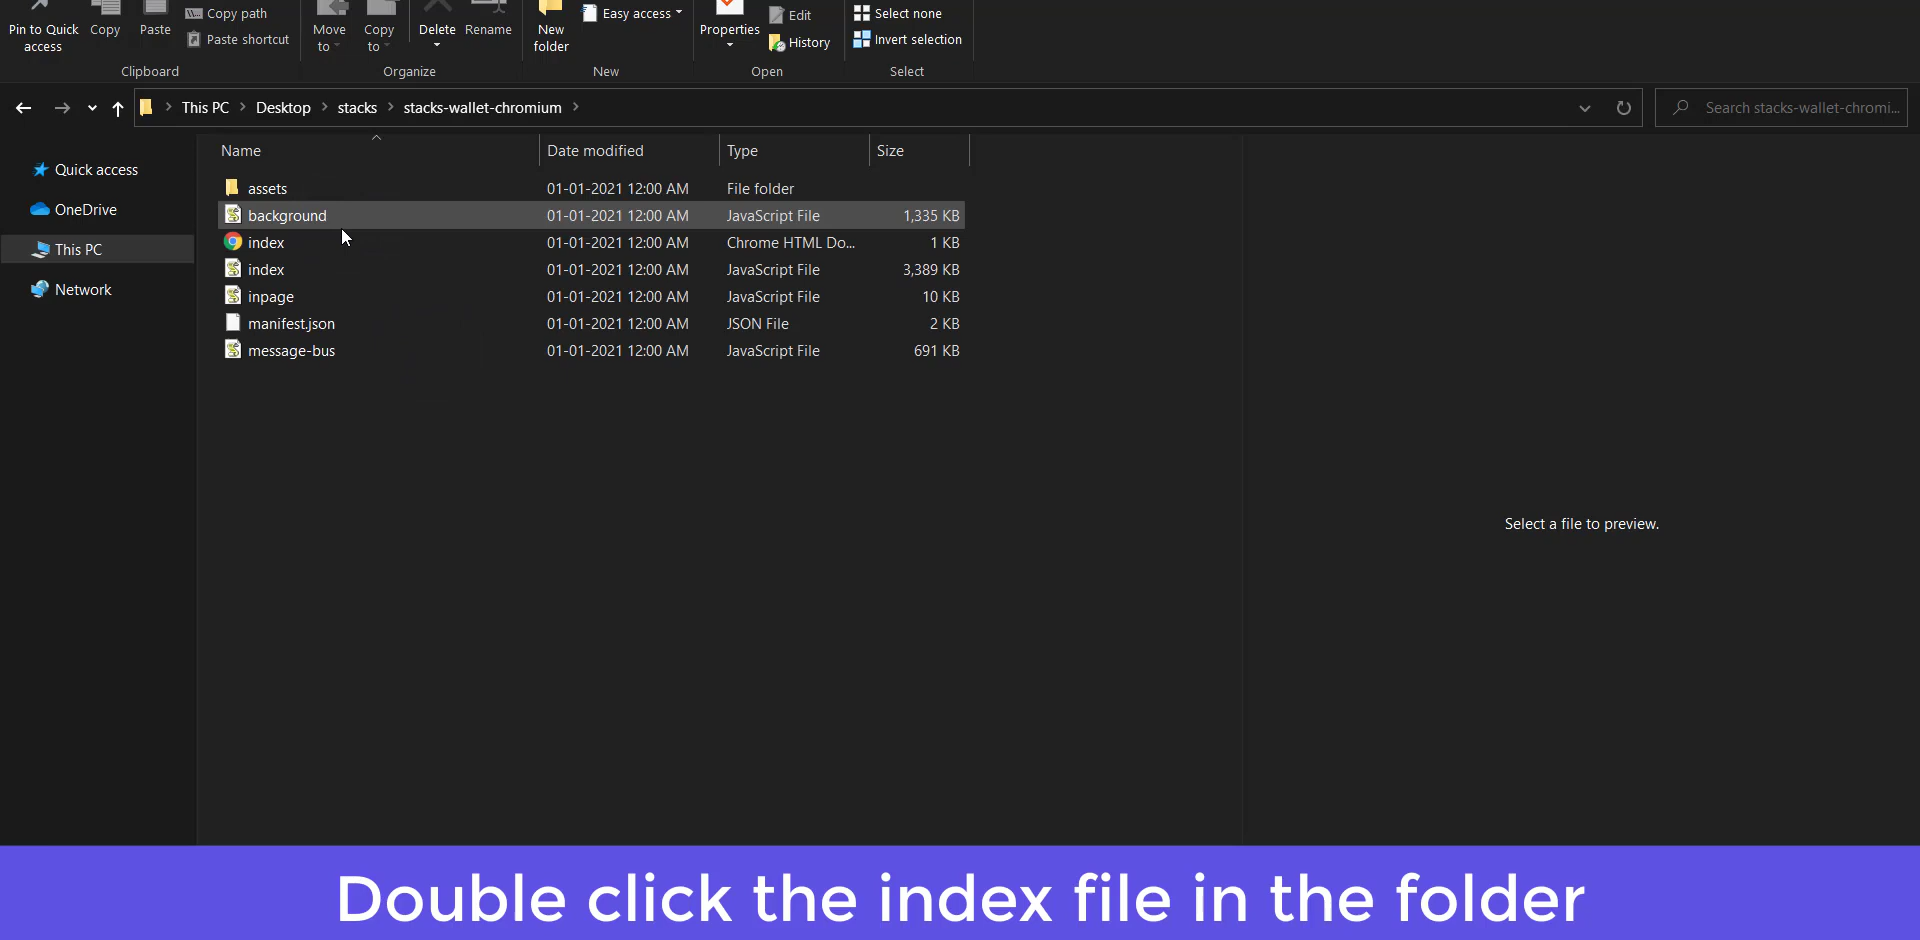 Pin to Quick access
Copy
Paste
Copy path
Paste shortcut
Clipboard
Move to
Copy to
Delete
Rename
Organize
New folder
Easy access
New
Properties
Edit
History
Open
Select none
Invert selection
Select
This PC > Desktop > stacks > stacks-wallet-chromium >
Search stacks-wallet-chromi...
Quick access
OneDrive
This PC
Network
Name Date modified Type Size
assets 01-01-2021 12:00 AM File folder
background 01-01-2021 12:00 AM JavaScript File 1,335 KB
index 01-01-2021 12:00 AM Chrome HTML Do... 1 KB
index 01-01-2021 12:00 AM JavaScript File 3,389 KB
inpage 01-01-2021 12:00 AM JavaScript File 10 KB
manifest.json 01-01-2021 12:00 AM JSON File 2 KB
message-bus 01-01-2021 12:00 AM JavaScript File 691 KB
Select a file to preview.
Double click the index file in the folder